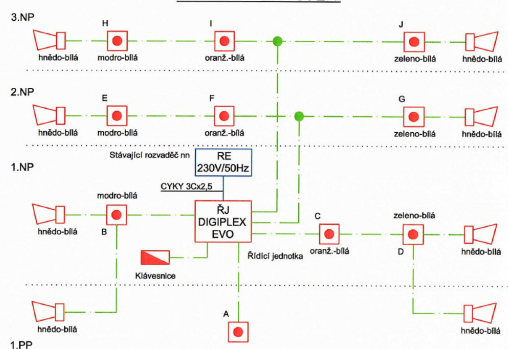 3.NP
H
I
J
hnědo-bílá
modro-bílá
oranž.-bílá
zeleno-bílá
hnědo-bílá
2.NP
E
F
G
hnědo-bílá
modro-bílá
oranž.-bílá
zeleno-bílá
hnědo-bílá
Stávající rozvaděč nn
RE
230V/50Hz
1.NP
CYKY 3Cx2,5
modro-bílá
B
hnědo-bílá
ŘJ
DIGIPLEX
EVO
C
oranž.-bílá
zeleno-bílá
D
hnědo-bílá
Řídící jednotka
Klávesnice
hnědo-bílá
A
hnědo-bílá
1.PP